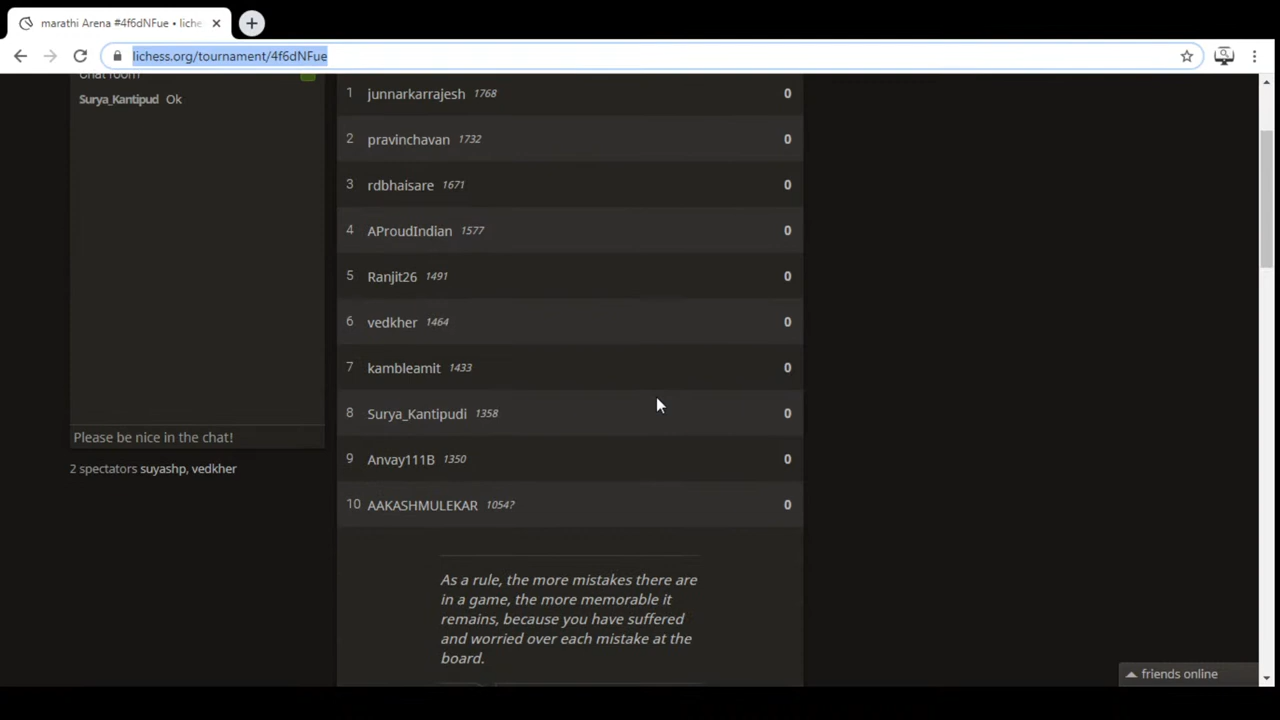 marathi Arena #4f6dNFue • liche
lichess.org/tournament/4f6dNFue
Chat room
Surya_Kantipud Ok
Please be nice in the chat!
2 spectators suyashp, vedkher
1 junnarkarrajesh 1768 0
2 pravinchavan 1732 0
3 rdbhaisare 1671 0
4 AProudIndian 1577 0
5 Ranjit26 1491 0
6 vedkher 1464 0
7 kambleamit 1433 0
8 Surya_Kantipudi 1358 0
9 Anvay111B 1350 0
10 AAKASHMULEKAR 1054? 0
As a rule, the more mistakes there are
in a game, the more memorable it
remains, because you have suffered
and worried over each mistake at the
board.
friends online